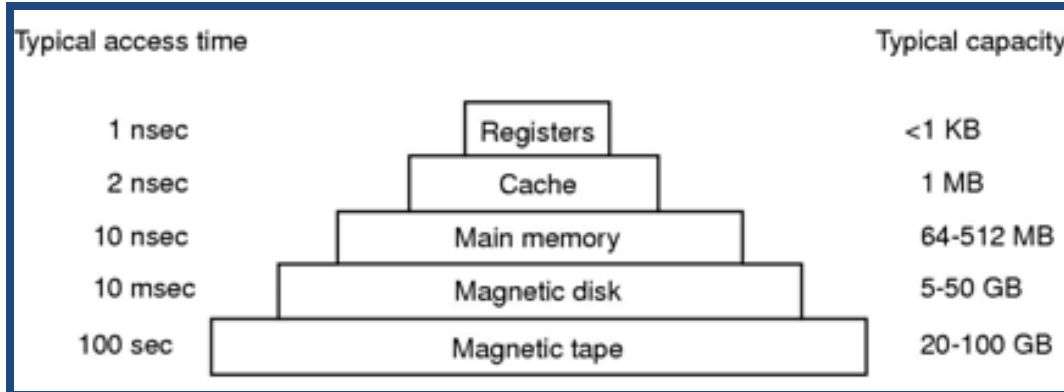 Typical access time Typical capacity
1 nsec Registers <1 KB
2 nsec Cache 1 MB
10 nsec Main memory 64-512 MB
10 msec Magnetic disk 5-50 GB
100 sec Magnetic tape 20-100 GB